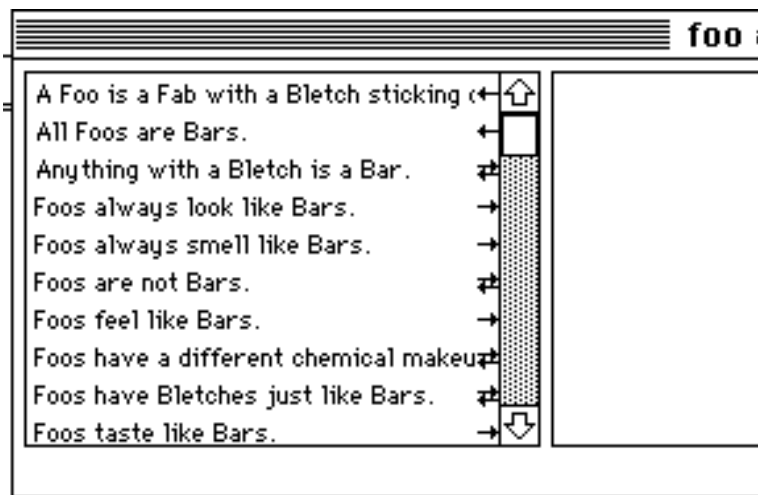 foo
A Foo is a Fab with a Bletch sticking
All Foos are Bars.
Anything with a Bletch is a Bar.
Foos always look like Bars.
Foos always smell like Bars.
Foos are not Bars.
Foos feel like Bars.
Foos have a different chemical makeu
Foos have Bletches just like Bars.
Foos taste like Bars.